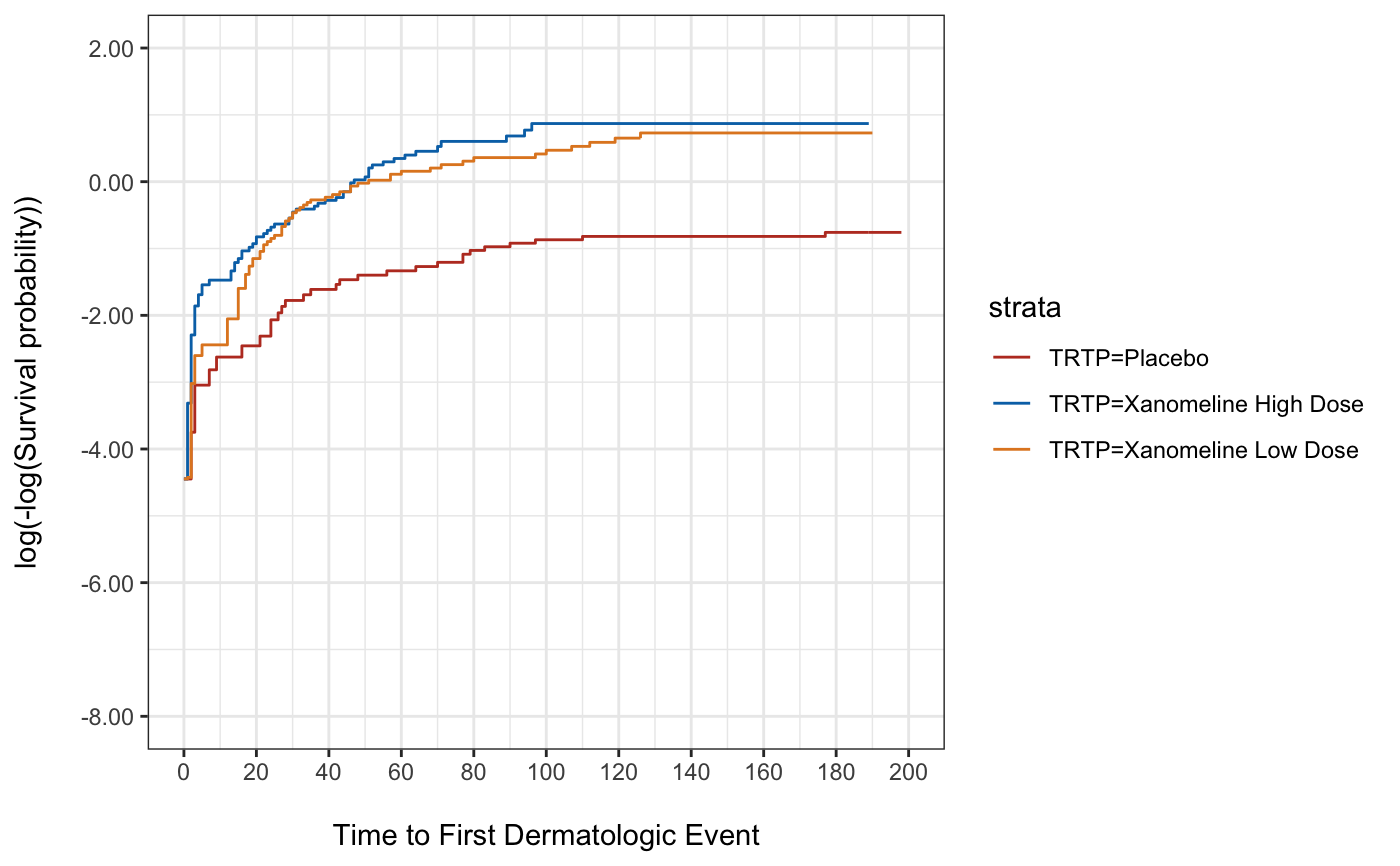 log(-log(Survival probability))
2.00
0.00
-2.00
-4.00
-6.00
-8.00
0 20 40 60 80 100 120 140 160 180 200
Time to First Dermatologic Event
strata
TRTP=Placebo
TRTP=Xanomeline High Dose
TRTP=Xanomeline Low Dose